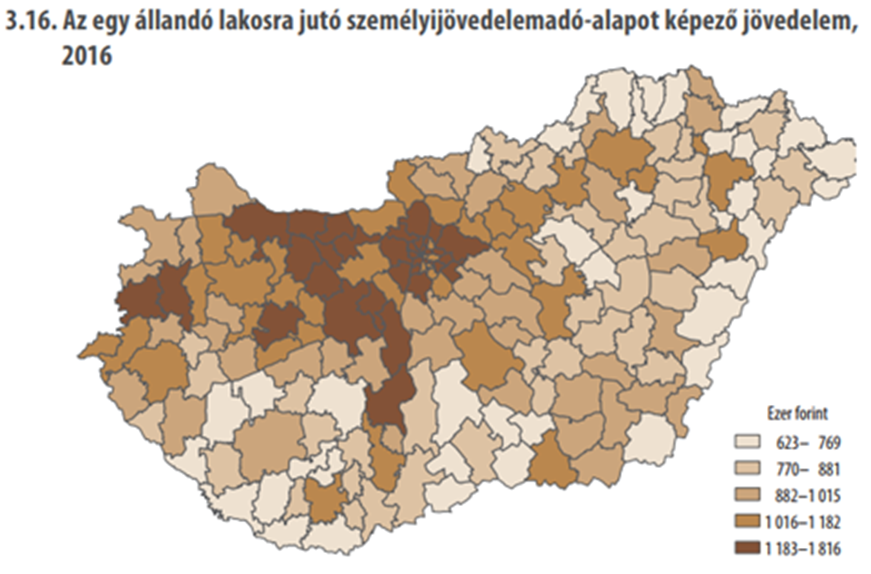 3.16. Az egy állandó lakosra jutó személyijövedelemadó-alapot képező jövedelem,
2016
Ezer forint
623– 769
770– 881
882–1 015
1 016–1 182
1 183–1 816